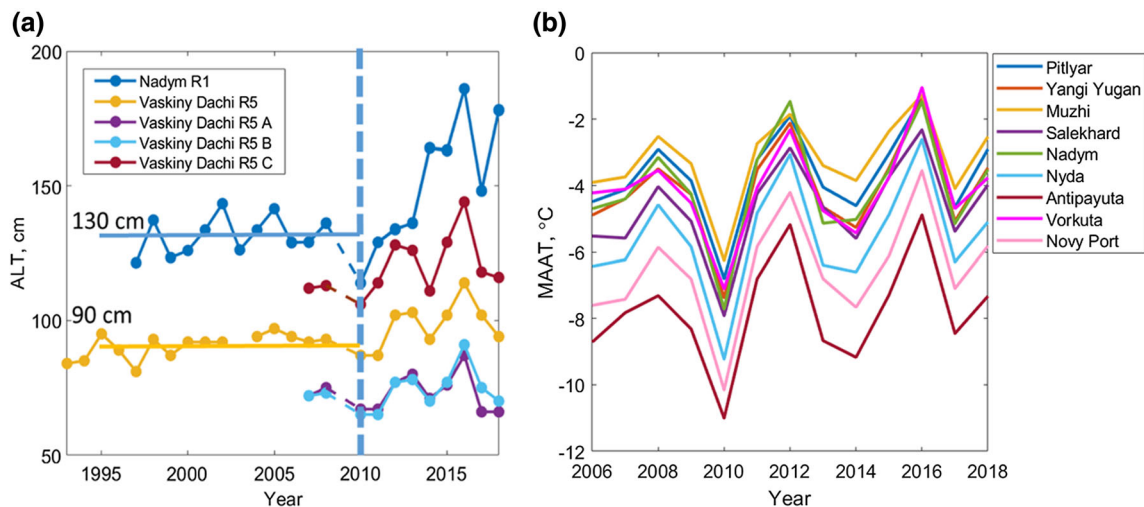 (a)
200
150
100
50
ALT, cm
130 cm
90 cm
Nadym R1
Vaskiny Dachi R5
Vaskiny Dachi R5 A
Vaskiny Dachi R5 B
Vaskiny Dachi R5 C
1995 2000 2005 2010 2015
Year
(b)
0
-2
-4
-6
-8
-10
-12
MAAT, °C
2006 2008 2010 2012 2014 2016 2018
Year
Pitlyar
Yangi Yugan
Muzhi
Salekhard
Nadym
Nyda
Antipayuta
Vorkuta
Novy Port